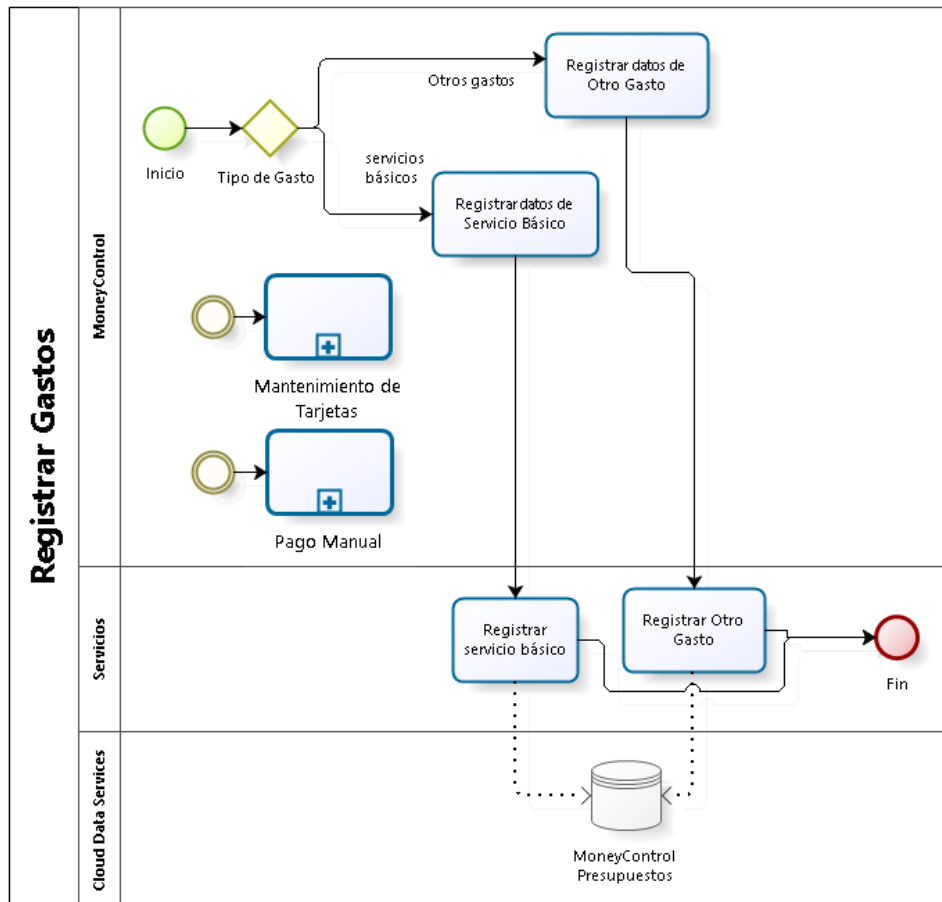 Registrar Gastos
MoneyControl
Inicio
Tipo de Gasto
Otros gastos
Registrar datos de
Otro Gasto
servicios
básicos
Registrar datos de
Servicio Básico
Mantenimiento de
Tarjetas
Pago Manual
Servicios
Registrar
servicio básico
Registrar Otro
Gasto
Fin
Cloud Data Services
MoneyControl
Presupuestos